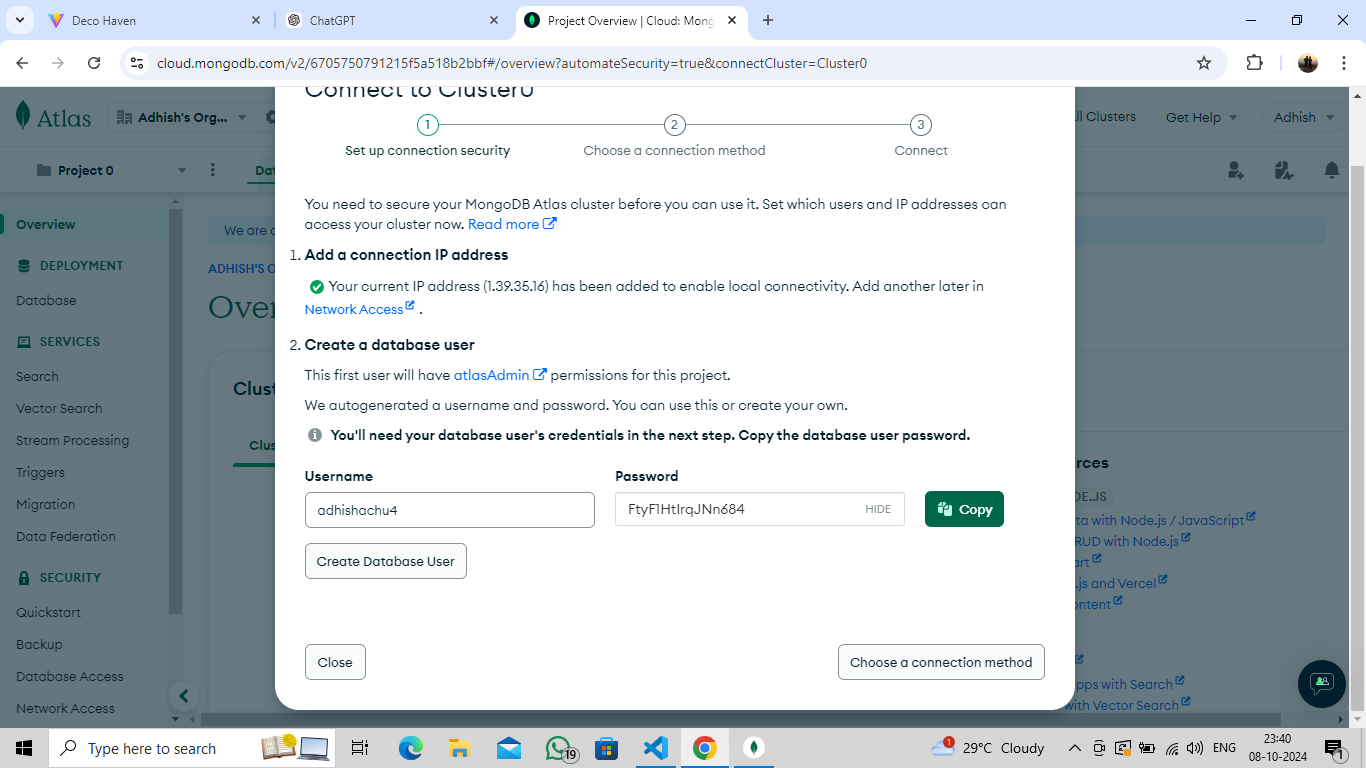 Deco Haven
ChatGPT
Project Overview | Cloud: Mong
cloud.mongodb.com/v2/6705750791215f5a518b2bbf#/overview?automateSecurity=true&connectCluster=Cluster0
Connect to Cluster0
Atlas
Adhish's Org...
All Clusters
Get Help
Adhish
1
2
3
Set up connection security
Choose a connection method
Connect
Project 0
Dat
You need to secure your MongoDB Atlas cluster before you can use it. Set which users and IP addresses can
access your cluster now. Read more
Overview
We are
DEPLOYMENT
ADHISH'S O
Database
Over
SERVICES
Search
Vector Search
Stream Processing
Triggers
Migration
Data Federation
SECURITY
Quickstart
Backup
Database Access
Network Access
Clust
Clus
1. Add a connection IP address
Your current IP address (1.39.35.16) has been added to enable local connectivity. Add another later in
Network Access .
2. Create a database user
This first user will have atlasAdmin permissions for this project.
We autogenerated a username and password. You can use this or create your own.
You'll need your database user's credentials in the next step. Copy the database user password.
Username
Password
adhishachu4
FtyF1HtIrqJNn684
HIDE
Copy
Create Database User
Close
Choose a connection method
rces
DE.JS
ta with Node.js / JavaScript
RUD with Node.js
art
.js and Vercel
ontent
pps with Search
with Vector Search
Type here to search
19
1
29°C Cloudy
ENG
23:40
08-10-2024
1